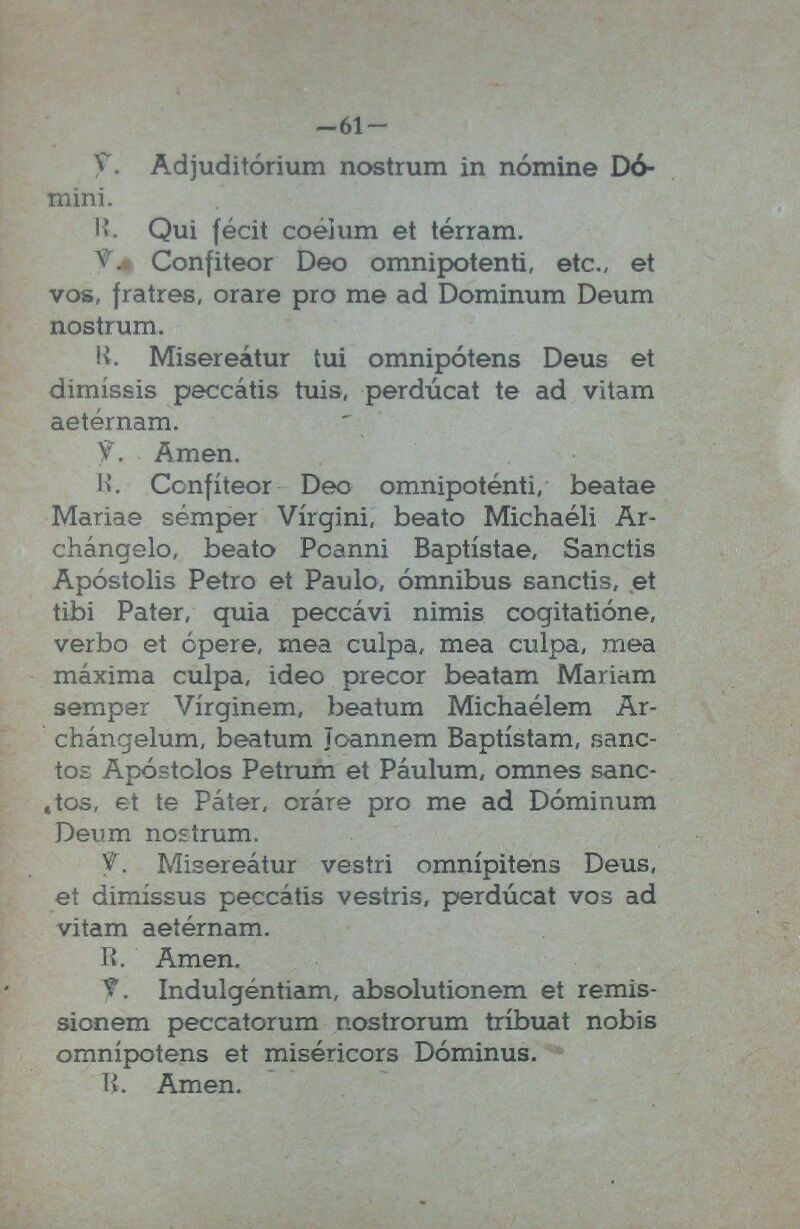 —61—
℣. Adjuditórium nostrum in nómine Dó-
mini.
℟. Qui fécit coélum et térram.
℣. Confiteor Deo omnipotenti, etc., et
vos, fratres, orare pro me ad Dominum Deum
nostrum.
℟. Misereátur tui omnipótens Deus et
dimíssis peccátis tuis, perdúcat te ad vitam
aetérnam.
℣. Amen.
℟. Confíteor Deo omnipoténti, beatae
Mariae sémper Vírgini, beato Michaéli Ar-
chángelo, beato Poanni Baptístae, Sanctis
Apóstolis Petro et Paulo, ómnibus sanctis, et
tibi Pater, quia peccávi nimis cogitatióne,
verbo et ópere, mea culpa, mea culpa, mea
máxima culpa, ideo precor beatam Mariam
semper Vírginem, beatum Michaélem Ar-
chángelum, beatum Joannem Baptístam, sanc-
tos Apóstolos Petrum et Páulum, omnes sanc-
tos, et te Páter, oráre pro me ad Dóminum
Deum nostrum.
℣. Misereátur vestri omnípitens Deus,
et dimíssus peccátis vestris, perdúcat vos ad
vitam aetérnam.
℟. Amen.
℣. Indulgéntiam, absolutionem et remis-
sionem peccatorum nostrorum tríbuat nobis
omnípotens et miséricors Dóminus.
℟. Amen.